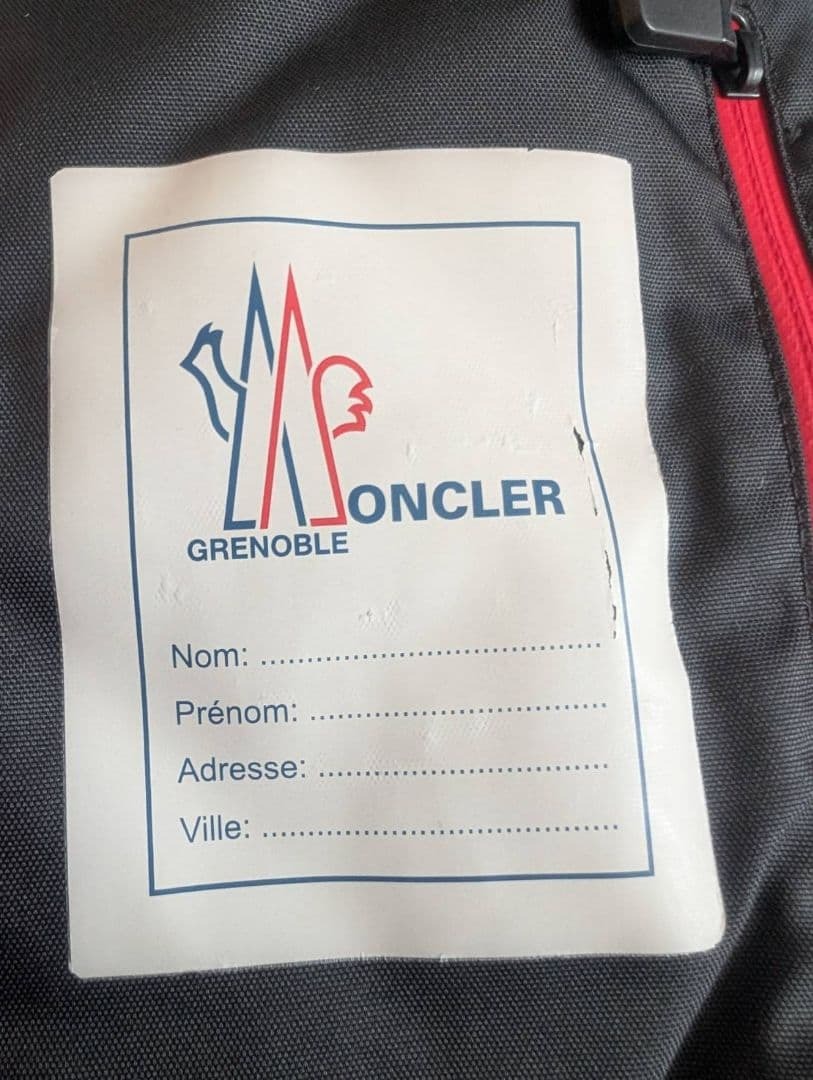 MONCLER
GRENOBLE
Nom: ........................................
Prénom: ...................................
Adresse: ..................................
Ville: ..........................................